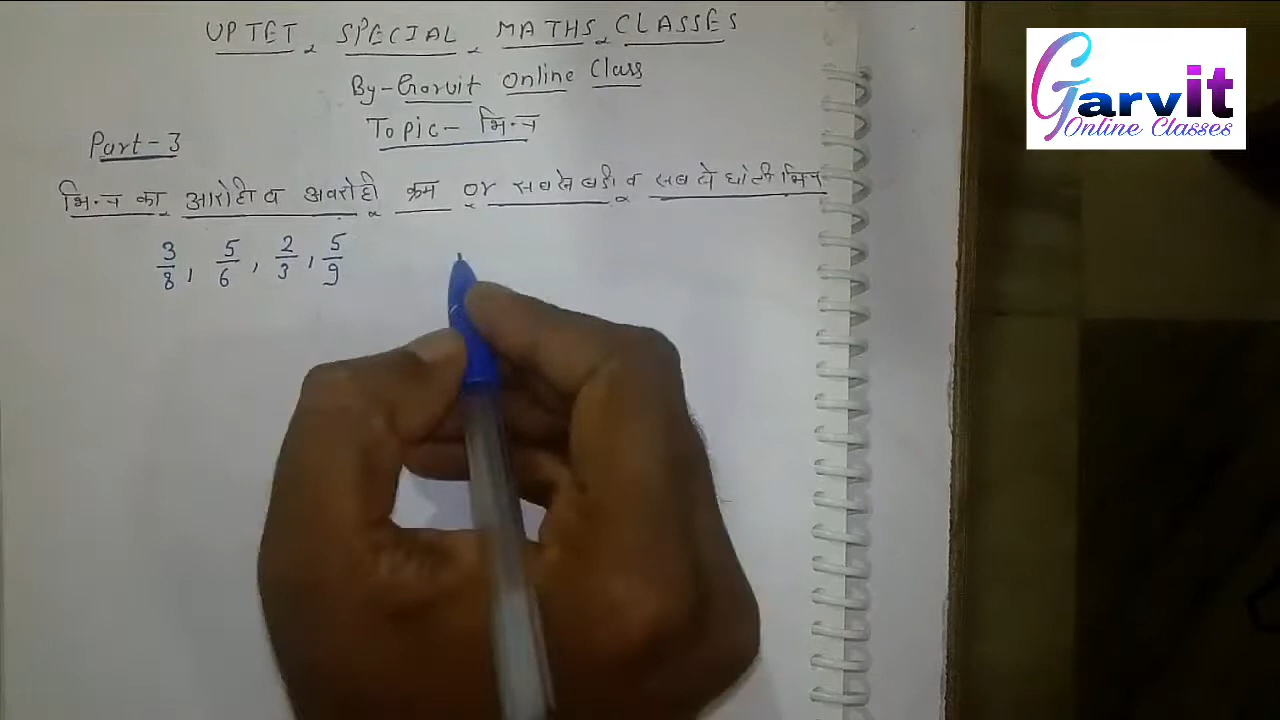 UPTET, SPECIAL, MATHS, CLASSES
By-Garvit Online Class
Topic- भिन्न
Part-3
भिन्न का आरोही व अवरोही क्रम or सबसे बड़ी व सबसे छोटी भिन्न
3/8, 5/6, 2/3, 5/9
Garvit
Online Classes